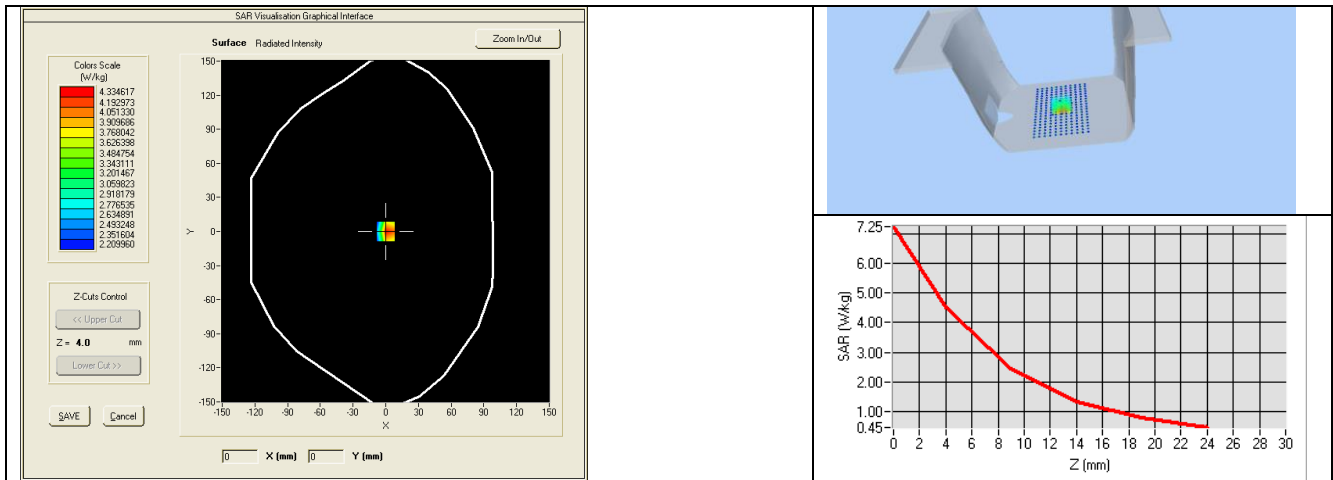 SAR Visualisation Graphical Interface
Surface Radiated Intensity
Zoom In/Out
Colors Scale
(W/kg)
4.334617
4.192973
4.051330
3.909686
3.768042
3.626398
3.484754
3.343111
3.201467
3.059823
2.918179
2.776535
2.634891
2.493248
2.351604
2.209960
Z-Cuts Control
<< Upper Cut
Z = 4.0 mm
Lower Cut >>
SAVE Cancel
150
120
90
60
30
0
-30
-60
-90
-120
-150
Y
-150 -120 -90 -60 -30 0 30 60 90 120 150
X
0 X (mm) 0 Y (mm)
7.25
6.00
5.00
4.00
3.00
2.00
1.00
0.45
SAR (W/kg)
0 2 4 6 8 10 12 14 16 18 20 22 24 26 28 30
Z (mm)